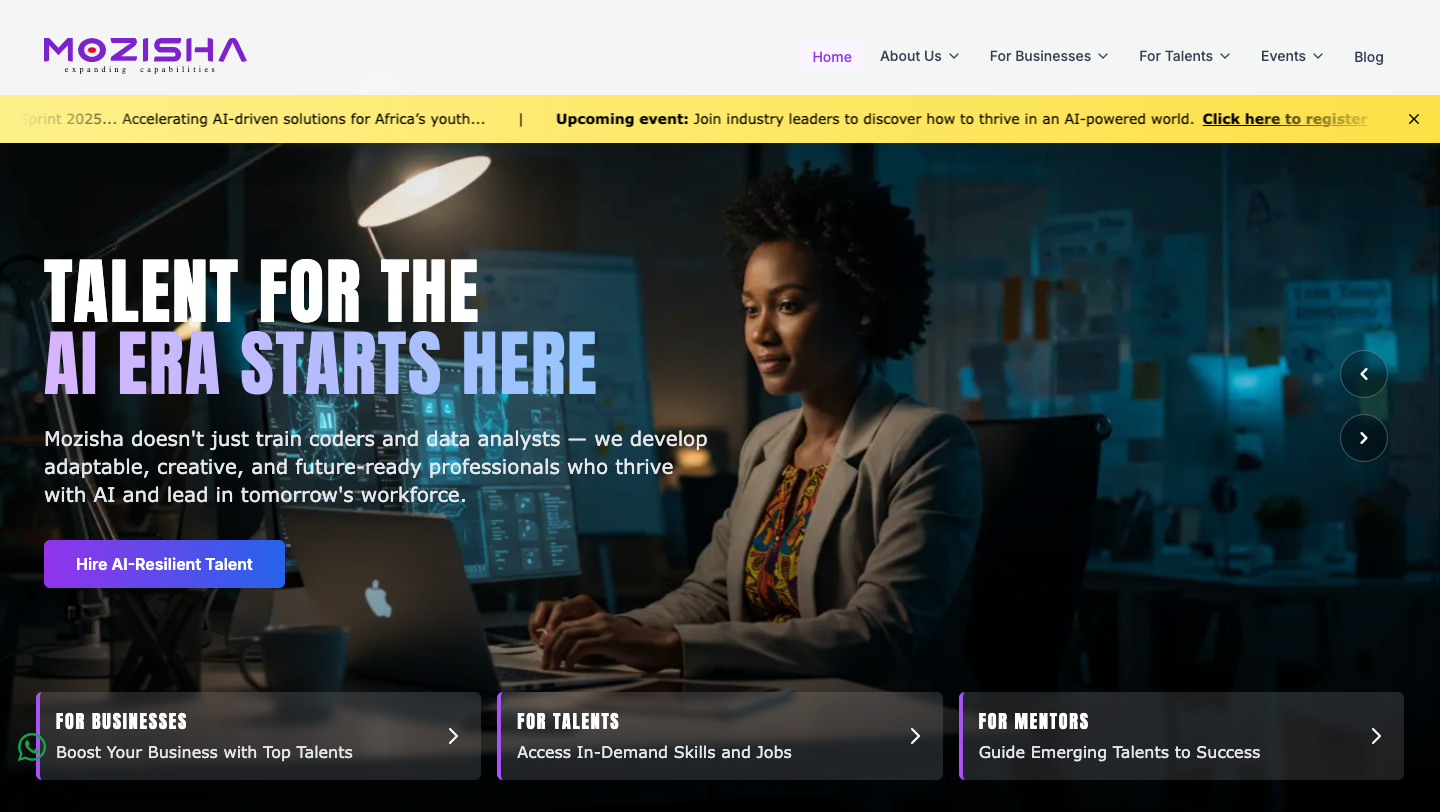 MOZISHA
expanding capabilities
Home
About Us
For Businesses
For Talents
Events
Blog
Sprint 2025... Accelerating AI-driven solutions for Africa’s youth... | Upcoming event: Join industry leaders to discover how to thrive in an AI-powered world. Click here to register
TALENT FOR THE
AI ERA STARTS HERE
Mozisha doesn't just train coders and data analysts — we develop
adaptable, creative, and future-ready professionals who thrive
with AI and lead in tomorrow's workforce.
Hire AI-Resilient Talent
AI
FOR BUSINESSES
Boost Your Business with Top Talents
FOR TALENTS
Access In-Demand Skills and Jobs
FOR MENTORS
Guide Emerging Talents to Success